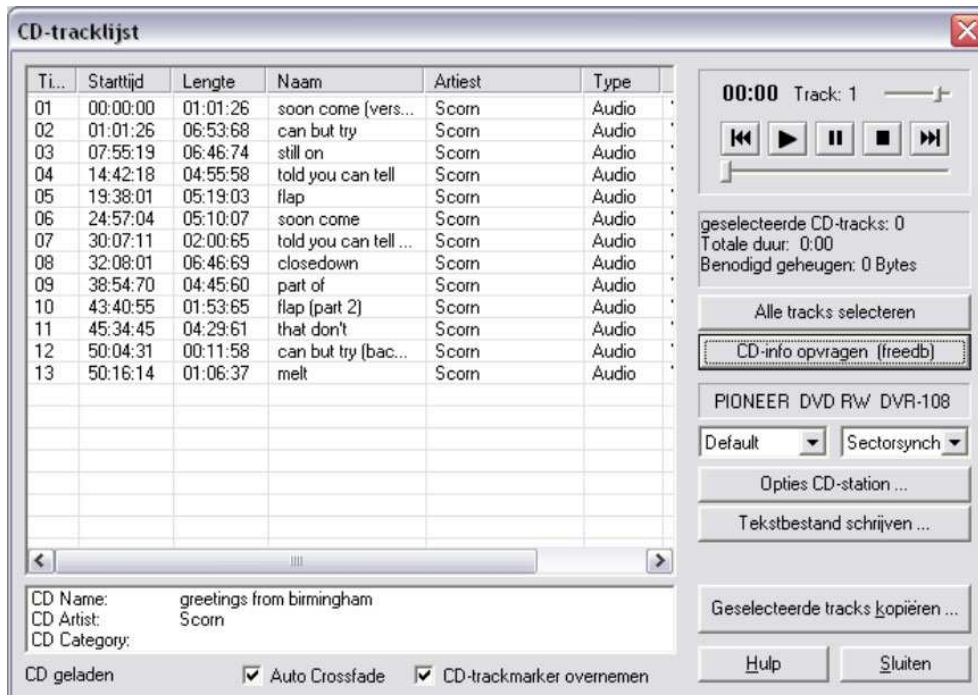 CD-tracklijst
Ti... Starttijd Lengte Naam Artiest Type
01 00:00:00 01:01:26 soon come (vers... Scorn Audio
02 01:01:26 06:53:68 can but try Scorn Audio
03 07:55:19 06:46:74 still on Scorn Audio
04 14:42:18 04:55:58 told you can tell Scorn Audio
05 19:38:01 05:19:03 flap Scorn Audio
06 24:57:04 05:10:07 soon come Scorn Audio
07 30:07:11 02:00:65 told you can tell ... Scorn Audio
08 32:08:01 06:46:69 closedown Scorn Audio
09 38:54:70 04:45:60 part of Scorn Audio
10 43:40:55 01:53:65 flap (part 2) Scorn Audio
11 45:34:45 04:29:61 that don't Scorn Audio
12 50:04:31 00:11:58 can but try (bac... Scorn Audio
13 50:16:14 01:06:37 melt Scorn Audio
CD Name: greetings from birmingham
CD Artist: Scorn
CD Category:
CD geladen
Auto Crossfade
CD-trackmarker overnemen
00:00 Track: 1
geselecteerde CD-tracks: 0
Totale duur: 0:00
Benodigd geheugen: 0 Bytes
Alle tracks selecteren
CD-info opvragen (freedb)
PIONEER DVD RW DVR-108
Default Sectorsynch
Opties CD-station ...
Tekstbestand schrijven ...
Geselecteerde tracks kopiëren ...
Hulp Sluiten